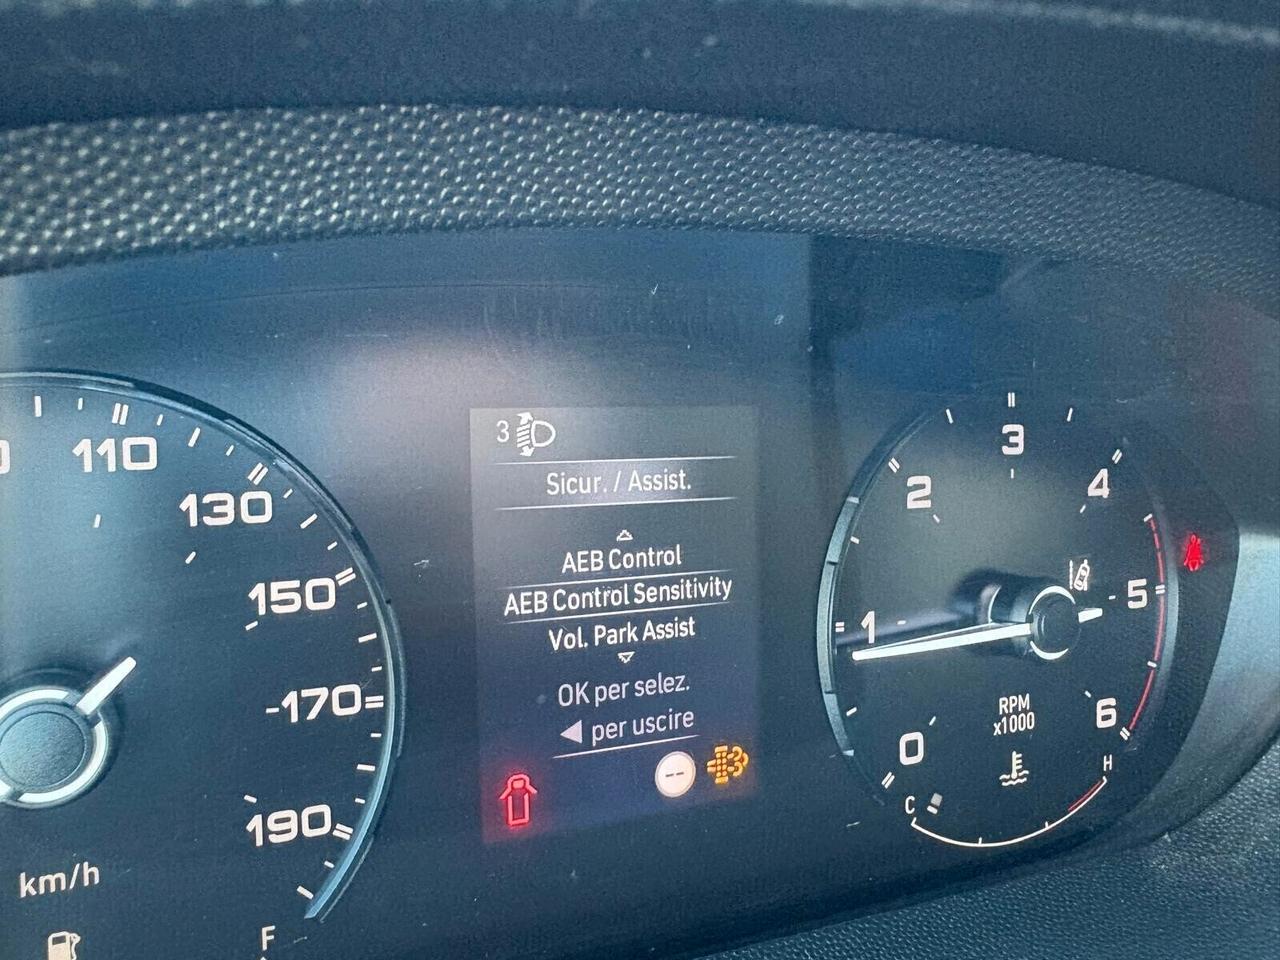 110
130
150
170
190
km/h
F
3
Sicur. / Assist.
AEB Control
AEB Control Sensitivity
Vol. Park Assist
OK per selez.
per uscire
--
0
1
2
3
4
5
6
RPM
x1000
C
H